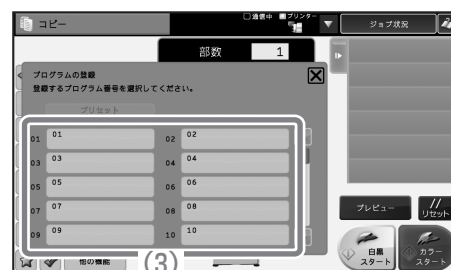 コピー
通信中 プリンター
ジョブ状況
部数 1
プログラムの登録
登録するプログラム番号を選択してください。
プリセット
01 01 02 02
03 03 04 04
05 05 06 06
07 07 08 08
09 09 10 10
プレビュー
リセット
他の機能
(3)
白黒
スタート
カラー
スタート